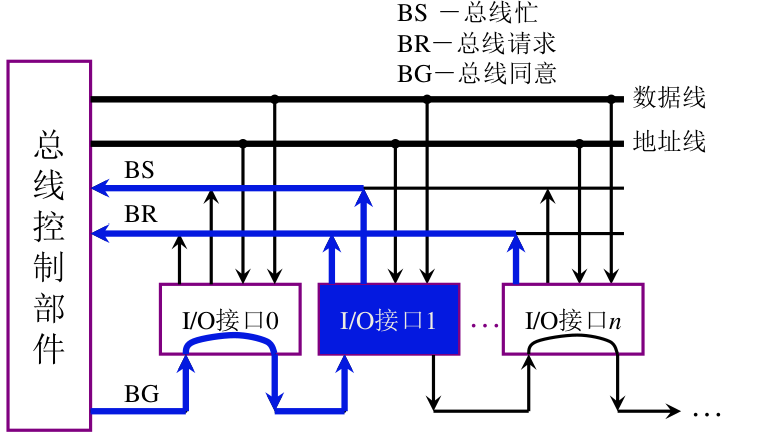 BS －总线忙
BR－总线请求
BG－总线同意
数据线
地址线
总线控制部件
BS
BR
I/O接口0
I/O接口1
…
I/O接口n
BG
…